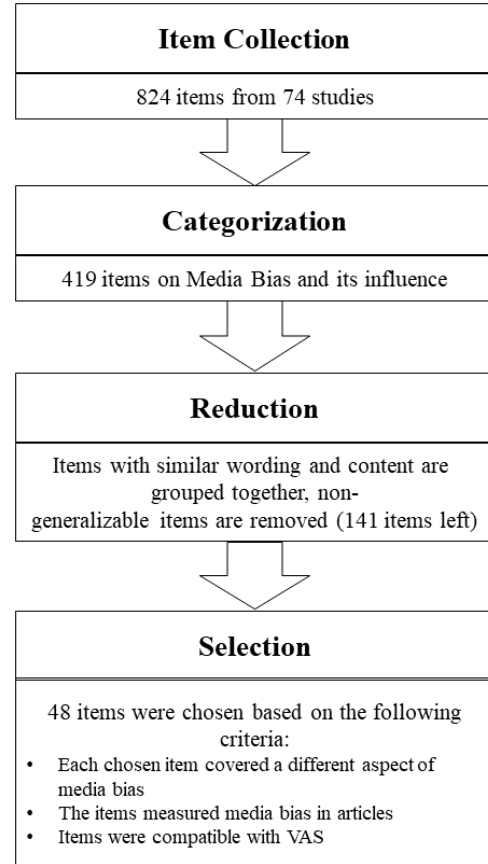 Item Collection
824 items from 74 studies
Categorization
419 items on Media Bias and its influence
Reduction
Items with similar wording and content are
grouped together, non-
generalizable items are removed (141 items left)
Selection
48 items were chosen based on the following
criteria:
• Each chosen item covered a different aspect of
media bias
• The items measured media bias in articles
• Items were compatible with VAS